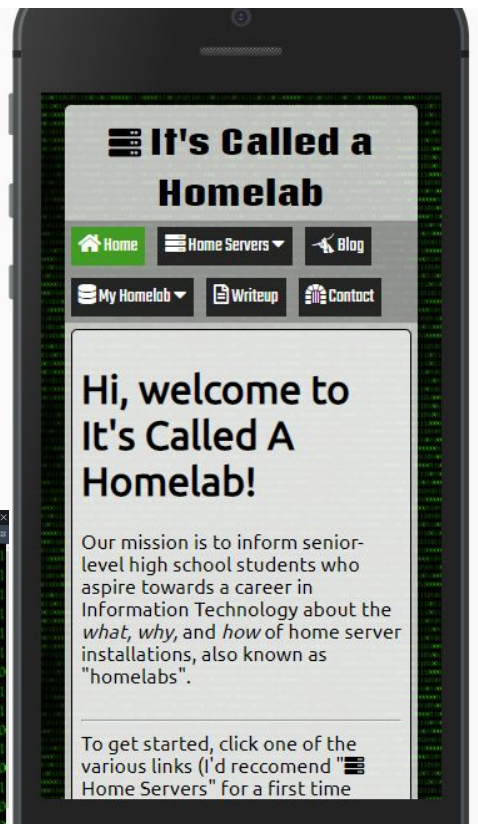 It's Called a
Homelab
Home Home Servers Blog
My Homelab Writeup Contact
Hi, welcome to
It's Called A
Homelab!
Our mission is to inform senior-
level high school students who
aspire towards a career in
Information Technology about the
what, why, and how of home server
installations, also known as
"homelabs".
To get started, click one of the
various links (I'd reccomend "
Home Servers" for a first time